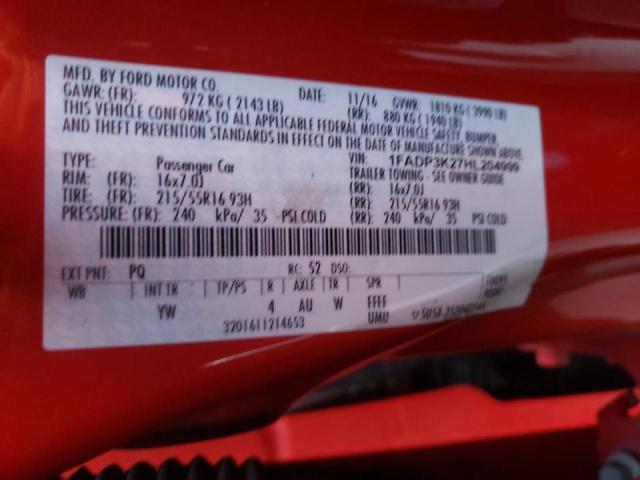 MFD. BY FORD MOTOR CO.
DATE: 11/16 GVWR: 1810 KG ( 3990 LB)
GAWR: (FR): 972 KG ( 2143 LB) (RR): 880 KG ( 1940 LB)
THIS VEHICLE CONFORMS TO ALL APPLICABLE FEDERAL MOTOR VEHICLE SAFETY, BUMPER,
AND THEFT PREVENTION STANDARDS IN EFFECT ON THE DATE OF MANUFACTURE SHOWN ABOVE.
VIN: 1FADP3K27HL204999
TYPE: Passenger Car TRAILER TOWING - SEE OWNER GUIDE
RIM: (FR): 16x7.0J (RR): 16x7.0J
TIRE: (FR): 215/55R16 93H (RR): 215/55R16 93H
PRESSURE: (FR): 240 kPa/ 35 PSI COLD (RR): 240 kPa/ 35 PSI COLD
EXT PNT: PQ RC: 52 DSO:
WB INT TR TP/PS R AXLE TR SPR
YW 4 AU W FFFF
UMU
3201611214653